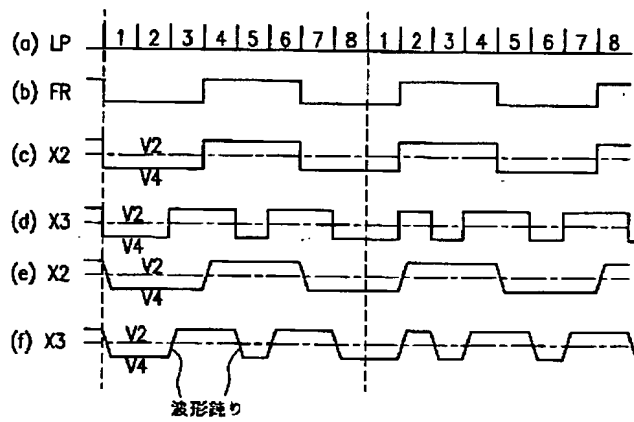 (a) LP 1 2 3 4 5 6 7 8 1 2 3 4 5 6 7 8
(b) FR
(c) X2 V2
V4
(d) X3 V2
V4
(e) X2 V2
V4
(f) X3 V2
V4
波形鈍り